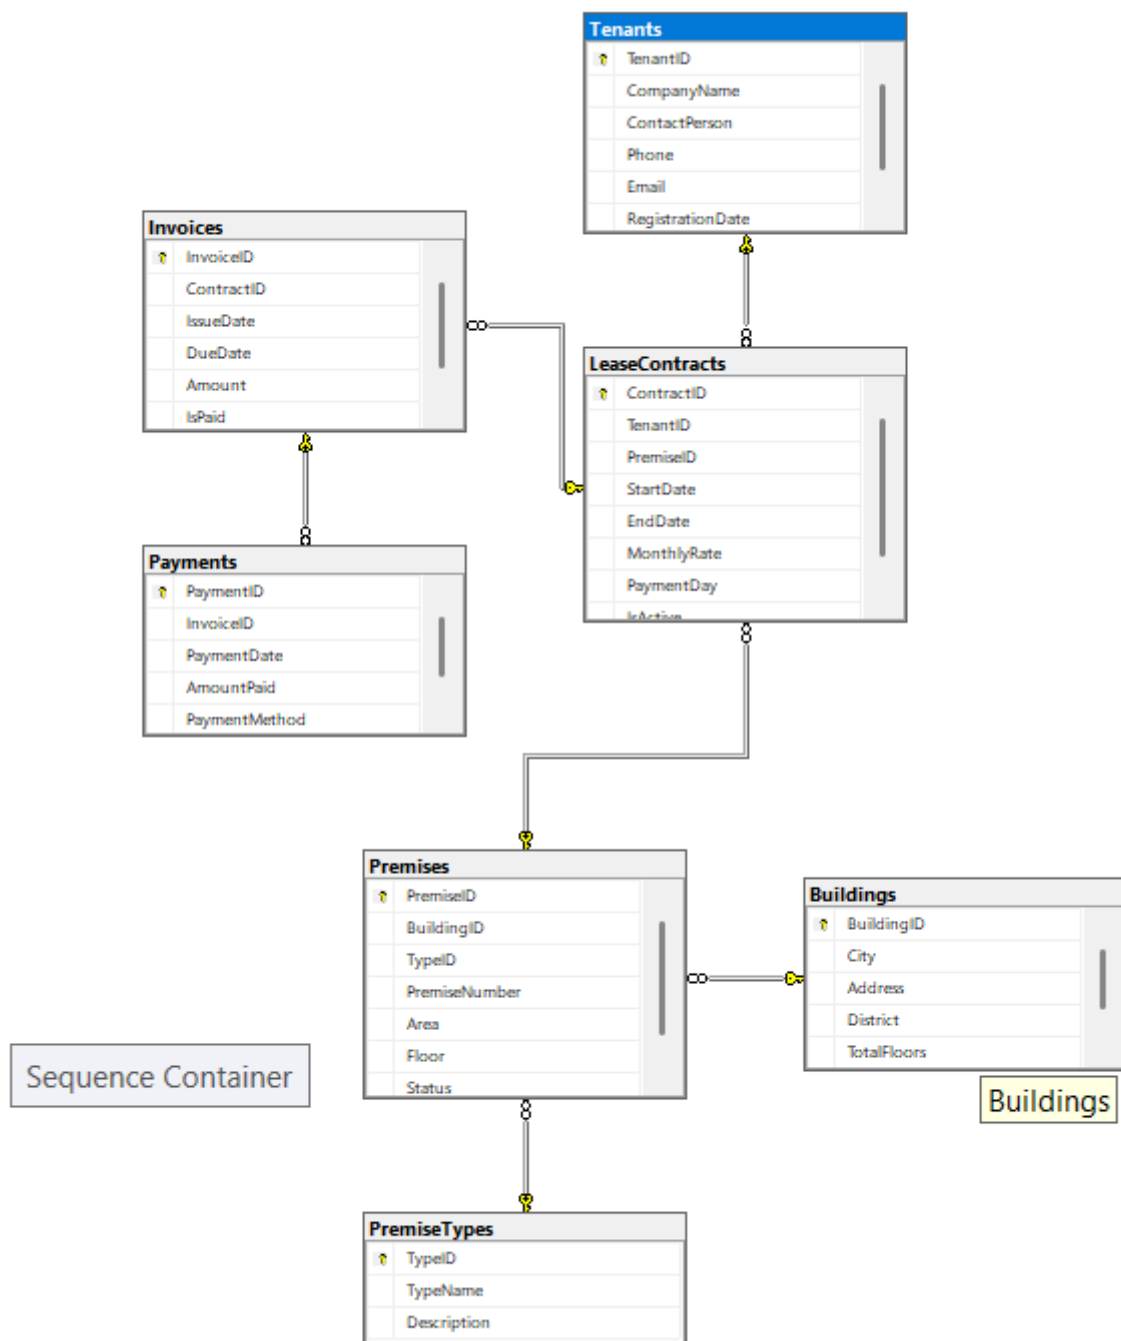 Tenants
TenantID
CompanyName
ContactPerson
Phone
Email
RegistrationDate
Invoices
InvoiceID
ContractID
IssueDate
DueDate
Amount
IsPaid
LeaseContracts
ContractID
TenantID
PremiseID
StartDate
EndDate
MonthlyRate
PaymentDay
IsActive
Payments
PaymentID
InvoiceID
PaymentDate
AmountPaid
PaymentMethod
Premises
PremiseID
BuildingID
TypeID
PremiseNumber
Area
Floor
Status
Buildings
BuildingID
City
Address
District
TotalFloors
Sequence Container
Buildings
PremiseTypes
TypeID
TypeName
Description